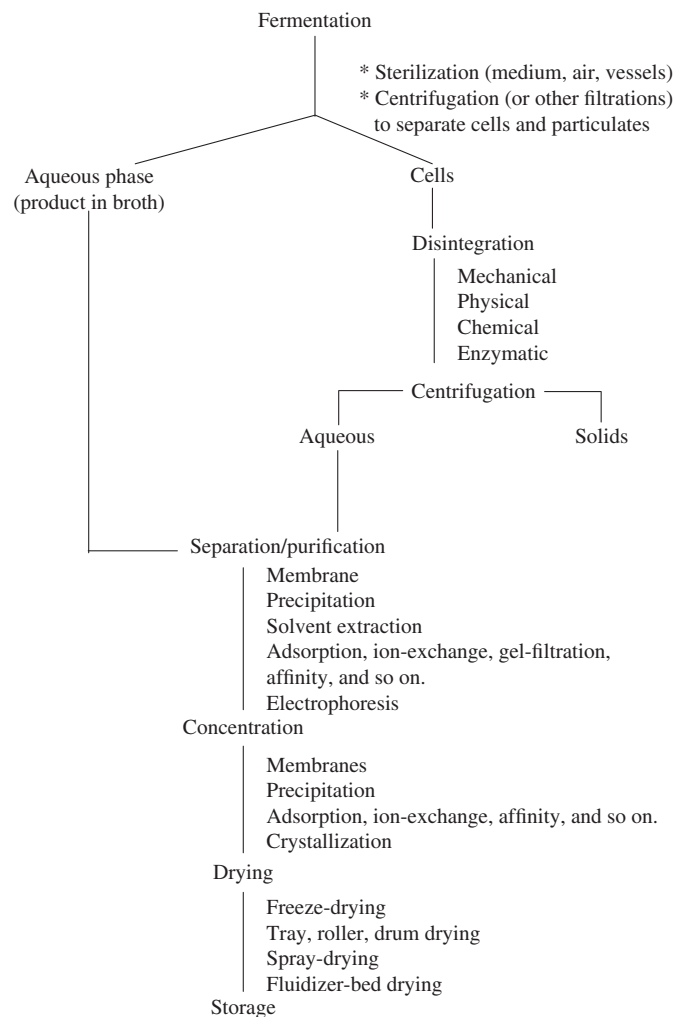 Fermentation
* Sterilization (medium, air, vessels)
* Centrifugation (or other filtrations)
to separate cells and particulates
Aqueous phase
(product in broth)
Cells
Disintegration
Mechanical
Physical
Chemical
Enzymatic
Centrifugation
Aqueous
Solids
Separation/purification
Membrane
Precipitation
Solvent extraction
Adsorption, ion-exchange, gel-filtration,
affinity, and so on.
Electrophoresis
Concentration
Membranes
Precipitation
Adsorption, ion-exchange, affinity, and so on.
Crystallization
Drying
Freeze-drying
Tray, roller, drum drying
Spray-drying
Fluidizer-bed drying
Storage